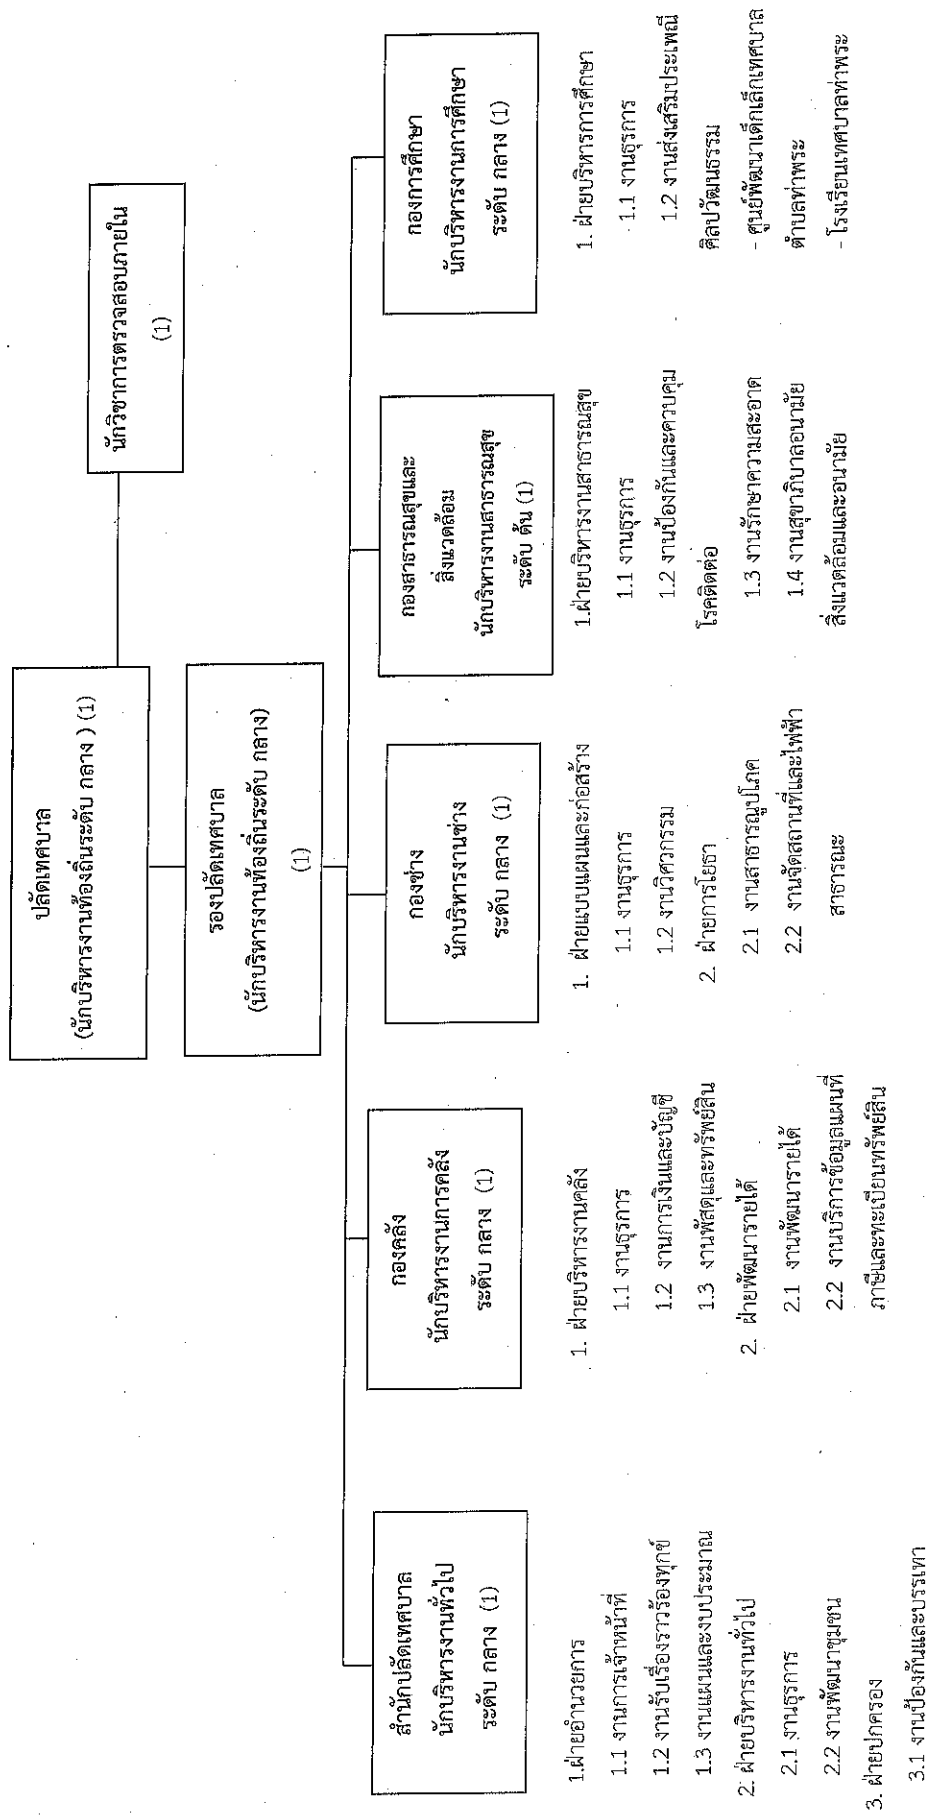 ปลัดเทศบาล
(นักบริหารงานท้องถิ่นระดับ กลาง ) (1)
นักวิชาการตรวจสอบภายใน
(1)
รองปลัดเทศบาล
(นักบริหารงานท้องถิ่นระดับ กลาง)
(1)
สำนักปลัดเทศบาล
นักบริหารงานทั่วไป
ระดับ กลาง (1)
1.ฝ่ายอำนวยการ
1.1 งานการเจ้าหน้าที่
1.2 งานรับเรื่องราวร้องทุกข์
1.3 งานแผนและงบประมาณ
2. ฝ่ายบริหารงานทั่วไป
2.1 งานธุรการ
2.2 งานพัฒนาชุมชน
3. ฝ่ายปกครอง
3.1 งานป้องกันและบรรเทา
กองคลัง
นักบริหารงานการคลัง
ระดับ กลาง (1)
1. ฝ่ายบริหารงานคลัง
1.1 งานธุรการ
1.2 งานการเงินและบัญชี
1.3 งานพัสดุและทรัพย์สิน
2. ฝ่ายพัฒนารายได้
2.1 งานพัฒนารายได้
2.2 งานบริการข้อมูลแผนที่
ภาษีและทะเบียนทรัพย์สิน
กองช่าง
นักบริหารงานช่าง
ระดับ กลาง (1)
1. ฝ่ายแบบแผนและก่อสร้าง
1.1 งานธุรการ
1.2 งานวิศวกรรม
2. ฝ่ายการโยธา
2.1 งานสาธารณูปโภค
2.2 งานจัดสถานที่และไฟฟ้า
สาธารณะ
กองสาธารณสุขและ
สิ่งแวดล้อม
นักบริหารงานสาธารณสุข
ระดับ ต้น (1)
1.ฝ่ายบริหารงานสาธารณสุข
1.1 งานธุรการ
1.2 งานป้องกันและควบคุม
โรคติดต่อ
1.3 งานรักษาความสะอาด
1.4 งานสุขาภิบาลอนามัย
สิ่งแวดล้อมและอนามัย
กองการศึกษา
นักบริหารงานการศึกษา
ระดับ กลาง (1)
1. ฝ่ายบริหารการศึกษา
1.1 งานธุรการ
1.2 งานส่งเสริมประเพณี
ศิลปวัฒนธรรม
- ศูนย์พัฒนาเด็กเล็กเทศบาล
ตำบลท่าพระ
- โรงเรียนเทศบาลท่าพระ